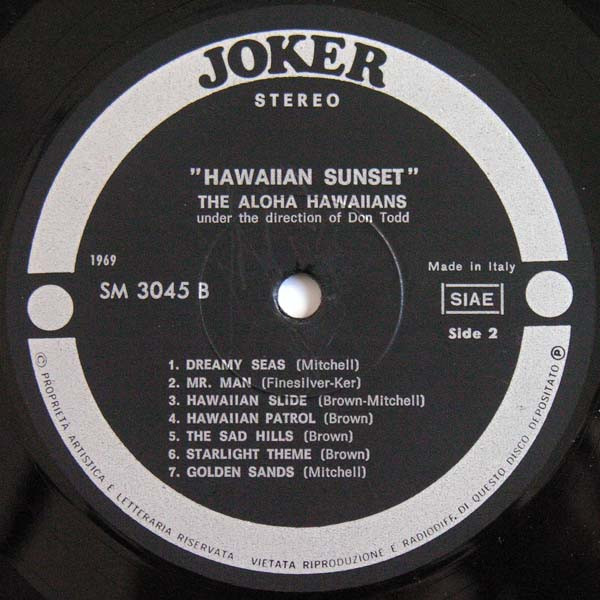 JOKER
STEREO
"HAWAIIAN SUNSET"
THE ALOHA HAWAIIANS
under the direction of Don Todd
1969
SM 3045 B
Made in Italy
SIAE
Side 2
1. DREAMY SEAS (Mitchell)
2. MR. MAN (Finesilver-Ker)
3. HAWAIIAN SLIDE (Brown-Mitchell)
4. HAWAIIAN PATROL (Brown)
5. THE SAD HILLS (Brown)
6. STARLIGHT THEME (Brown)
7. GOLDEN SANDS (Mitchell)
© PROPRIETA ARTISTICA E LETTERARIA RISERVATA VIETATA RIPRODUZIONE E RADIODIFF. DI QUESTO DISCO DEPOSITATO ℗